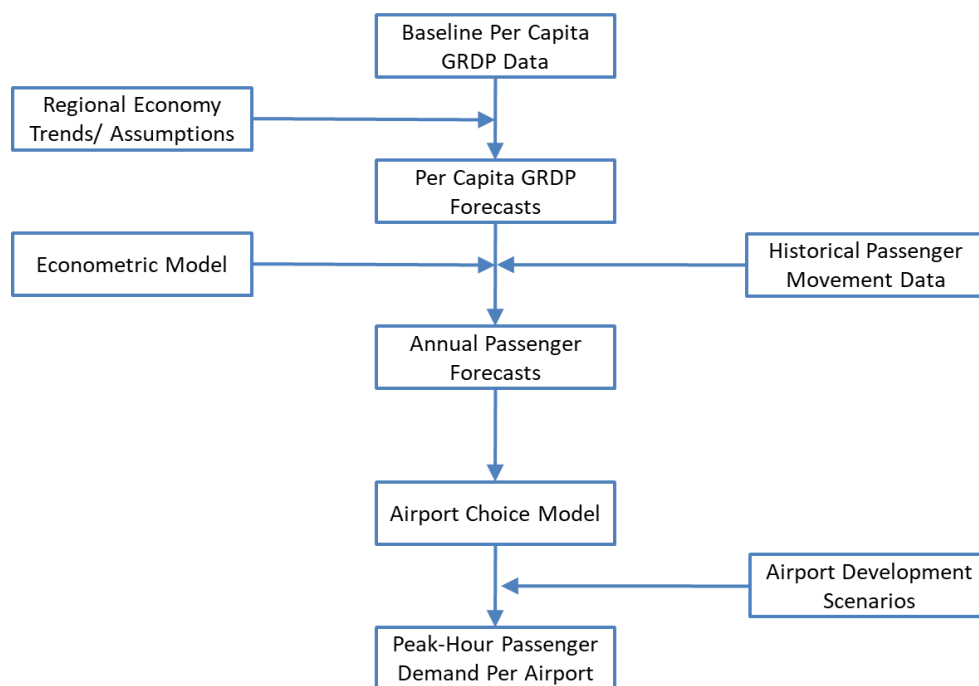 Baseline Per Capita
GRDP Data
Regional Economy
Trends/ Assumptions
Per Capita GRDP
Forecasts
Econometric Model
Historical Passenger
Movement Data
Annual Passenger
Forecasts
Airport Choice Model
Airport Development
Scenarios
Peak-Hour Passenger
Demand Per Airport